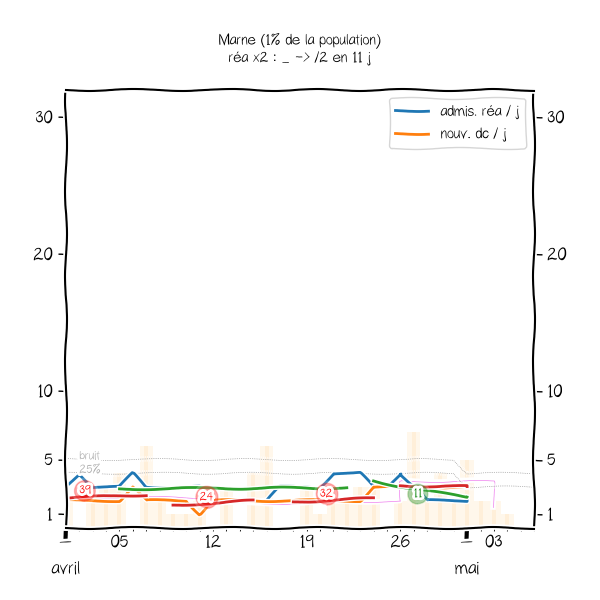 Marne (1% de la population)
réa x2 : _ -> /2 en 11 j
admis. réa / j
nouv. dc / j
30 30
20 20
10 10
5 5
bruit
25%
39 24 32 11
1 1
05 12 19 26 03
avril mai